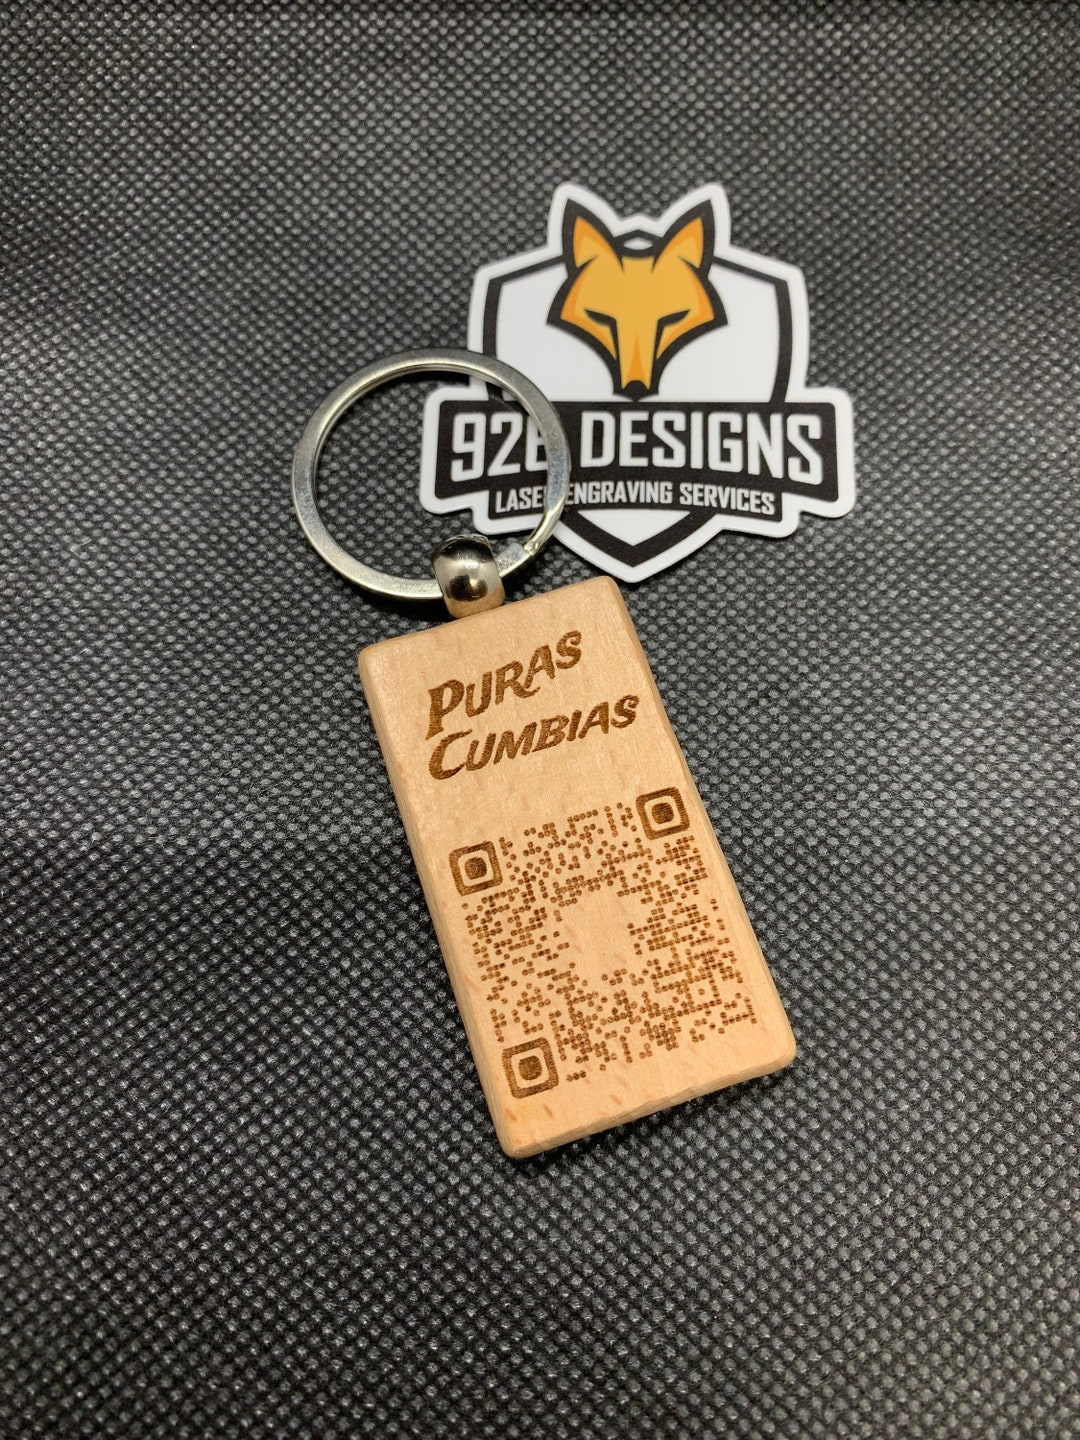 DESIGNS
ENGRAVING SERVICES
PURAS
CUMBIAS